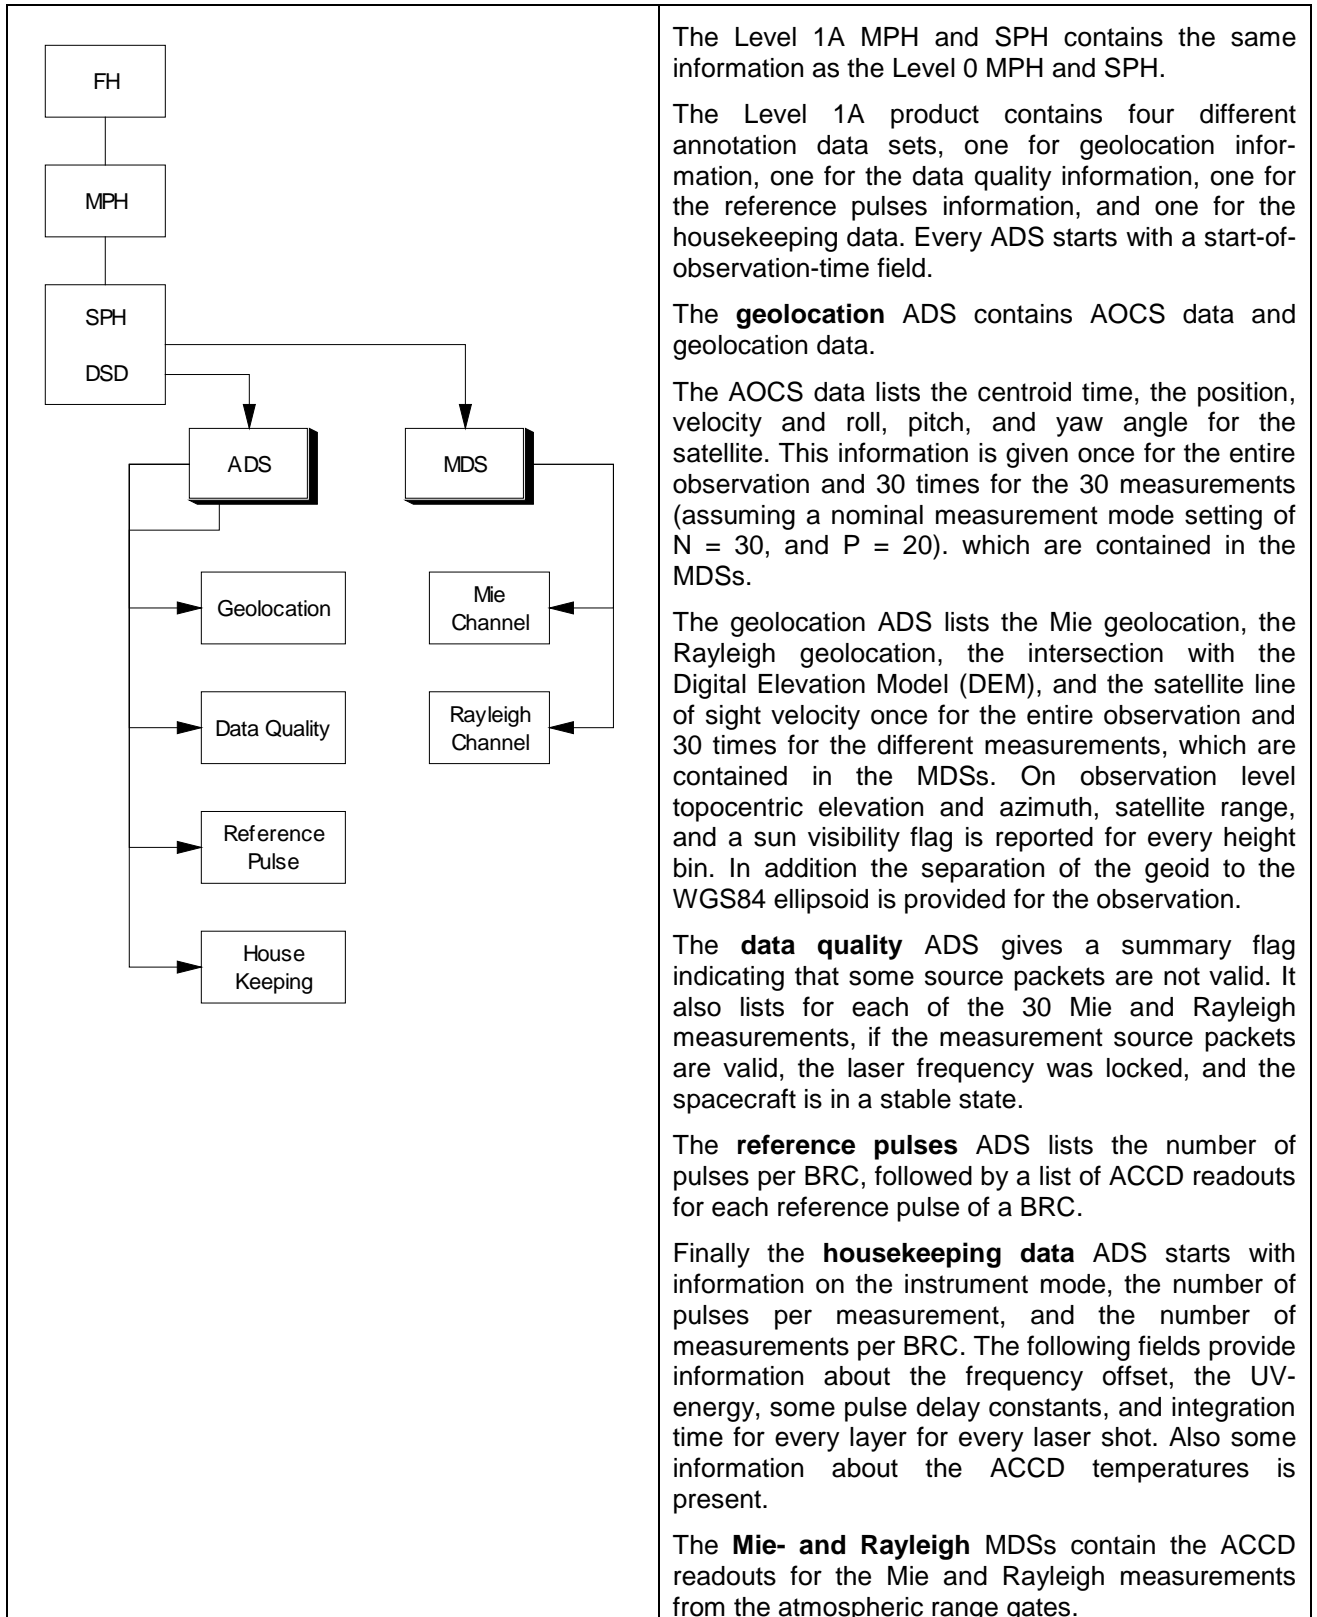 FH
MPH
SPH
DSD
ADS
MDS
Geolocation
Mie
Channel
Data Quality
Rayleigh
Channel
Reference
Pulse
House
Keeping
The Level 1A MPH and SPH contains the same
information as the Level 0 MPH and SPH.
The Level 1A product contains four different
annotation data sets, one for geolocation infor-
mation, one for the data quality information, one for
the reference pulses information, and one for the
housekeeping data. Every ADS starts with a start-of-
observation-time field.
The geolocation ADS contains AOCS data and
geolocation data.
The AOCS data lists the centroid time, the position,
velocity and roll, pitch, and yaw angle for the
satellite. This information is given once for the entire
observation and 30 times for the 30 measurements
(assuming a nominal measurement mode setting of
N = 30, and P = 20). which are contained in the
MDSs.
The geolocation ADS lists the Mie geolocation, the
Rayleigh geolocation, the intersection with the
Digital Elevation Model (DEM), and the satellite line
of sight velocity once for the entire observation and
30 times for the different measurements, which are
contained in the MDSs. On observation level
topocentric elevation and azimuth, satellite range,
and a sun visibility flag is reported for every height
bin. In addition the separation of the geoid to the
WGS84 ellipsoid is provided for the observation.
The data quality ADS gives a summary flag
indicating that some source packets are not valid. It
also lists for each of the 30 Mie and Rayleigh
measurements, if the measurement source packets
are valid, the laser frequency was locked, and the
spacecraft is in a stable state.
The reference pulses ADS lists the number of
pulses per BRC, followed by a list of ACCD readouts
for each reference pulse of a BRC.
Finally the housekeeping data ADS starts with
information on the instrument mode, the number of
pulses per measurement, and the number of
measurements per BRC. The following fields provide
information about the frequency offset, the UV-
energy, some pulse delay constants, and integration
time for every layer for every laser shot. Also some
information about the ACCD temperatures is
present.
The Mie- and Rayleigh MDSs contain the ACCD
readouts for the Mie and Rayleigh measurements
from the atmospheric range gates.